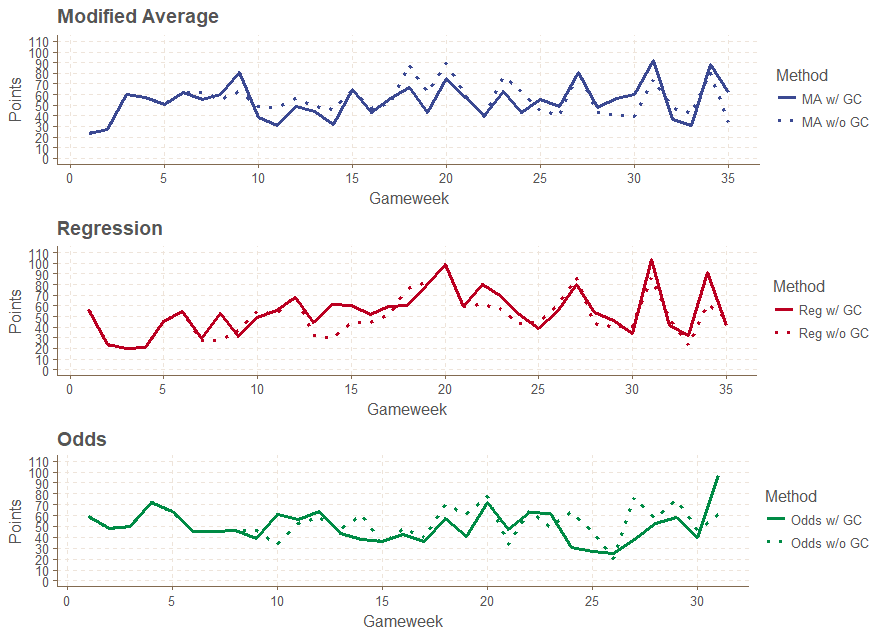 Modified Average
110
100
90
80
70
60
50
40
30
20
10
0
Points
0 5 10 15 20 25 30 35
Gameweek
Method
MA w/ GC
MA w/o GC
Regression
110
100
90
80
70
60
50
40
30
20
10
0
Points
0 5 10 15 20 25 30 35
Gameweek
Method
Reg w/ GC
Reg w/o GC
Odds
110
100
90
80
70
60
50
40
30
20
10
0
Points
0 5 10 15 20 25 30
Gameweek
Method
Odds w/ GC
Odds w/o GC